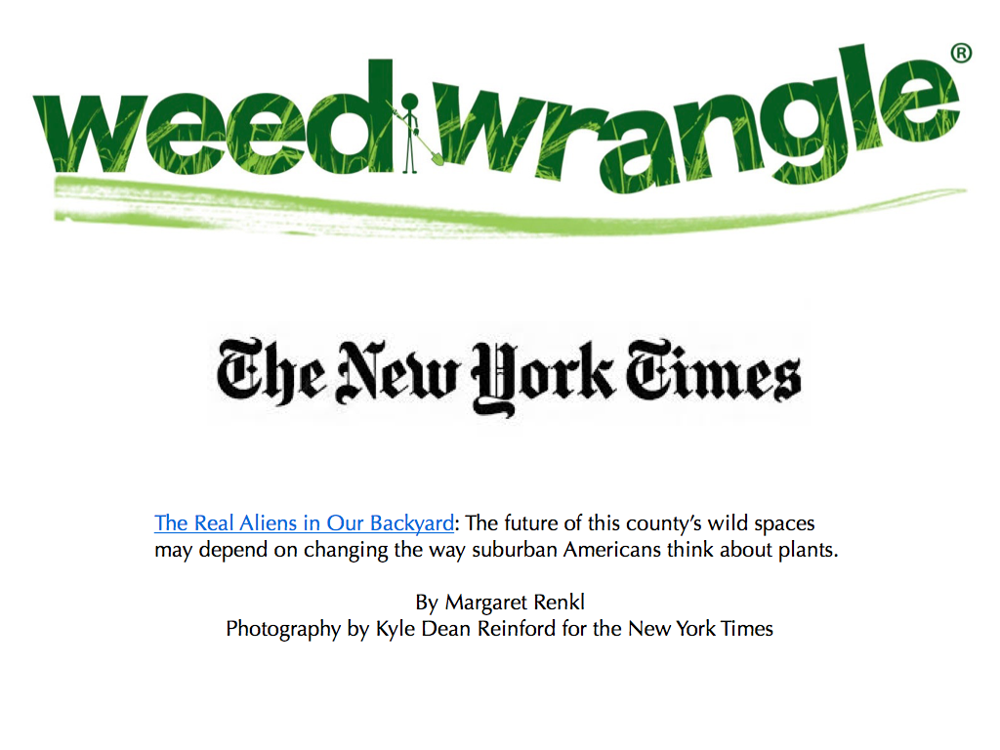 weed wrangle®
The New York Times
The Real Aliens in Our Backyard: The future of this county’s wild spaces
may depend on changing the way suburban Americans think about plants.
By Margaret Renkl
Photography by Kyle Dean Reinford for the New York Times